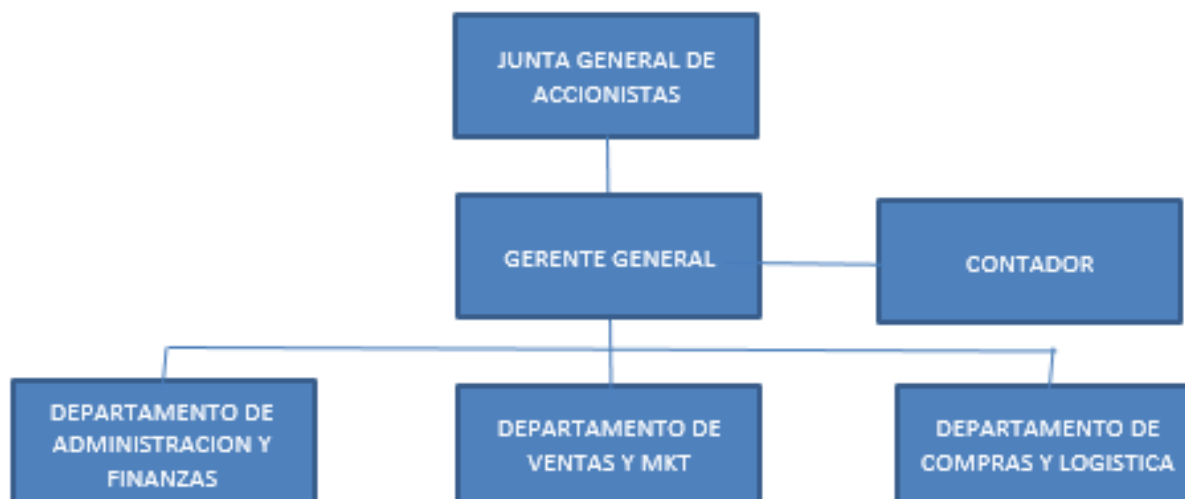 JUNTA GENERAL DE
ACCIONISTAS
GERENTE GENERAL
CONTADOR
DEPARTAMENTO DE
ADMINISTRACION Y
FINANZAS
DEPARTAMENTO DE
VENTAS Y MKT
DEPARTAMENTO DE
COMPRAS Y LOGISTICA